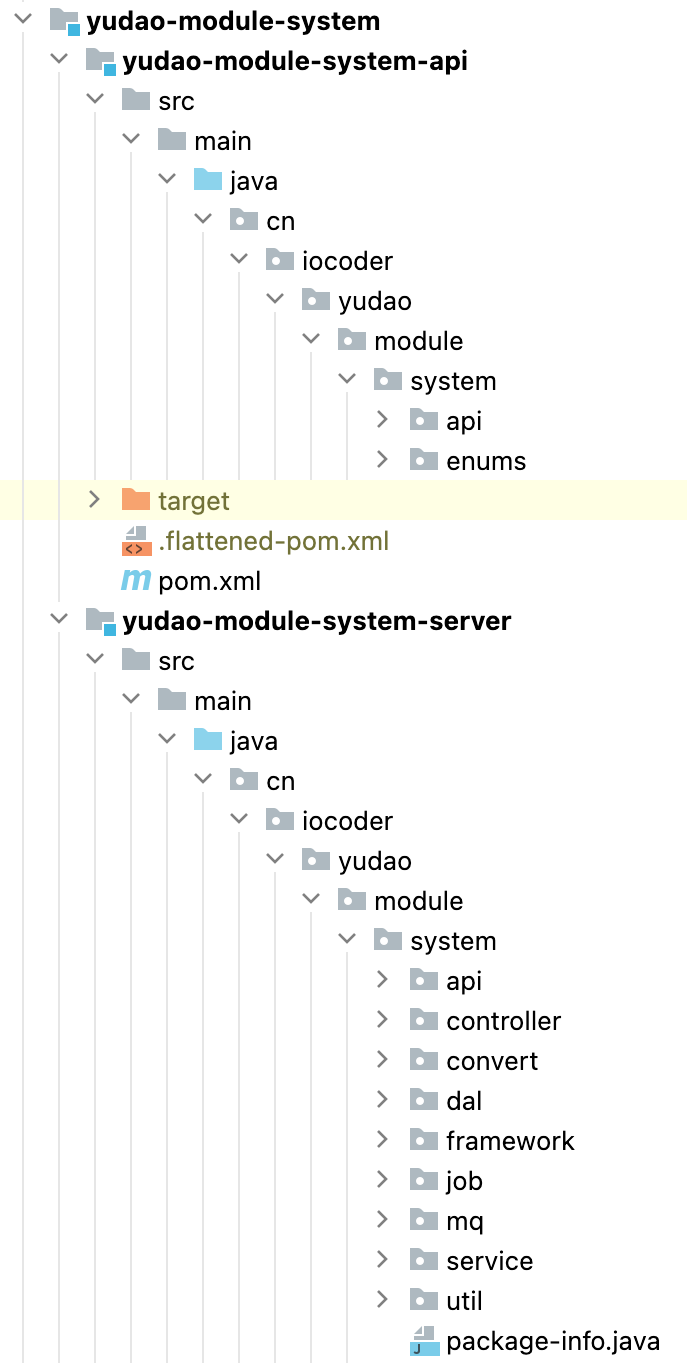 yudao-module-system
yudao-module-system-api
src
main
java
cn
iocoder
yudao
module
system
api
enums
target
.flattened-pom.xml
pom.xml
yudao-module-system-server
src
main
java
cn
iocoder
yudao
module
system
api
controller
convert
dal
framework
job
mq
service
util
package-info.java